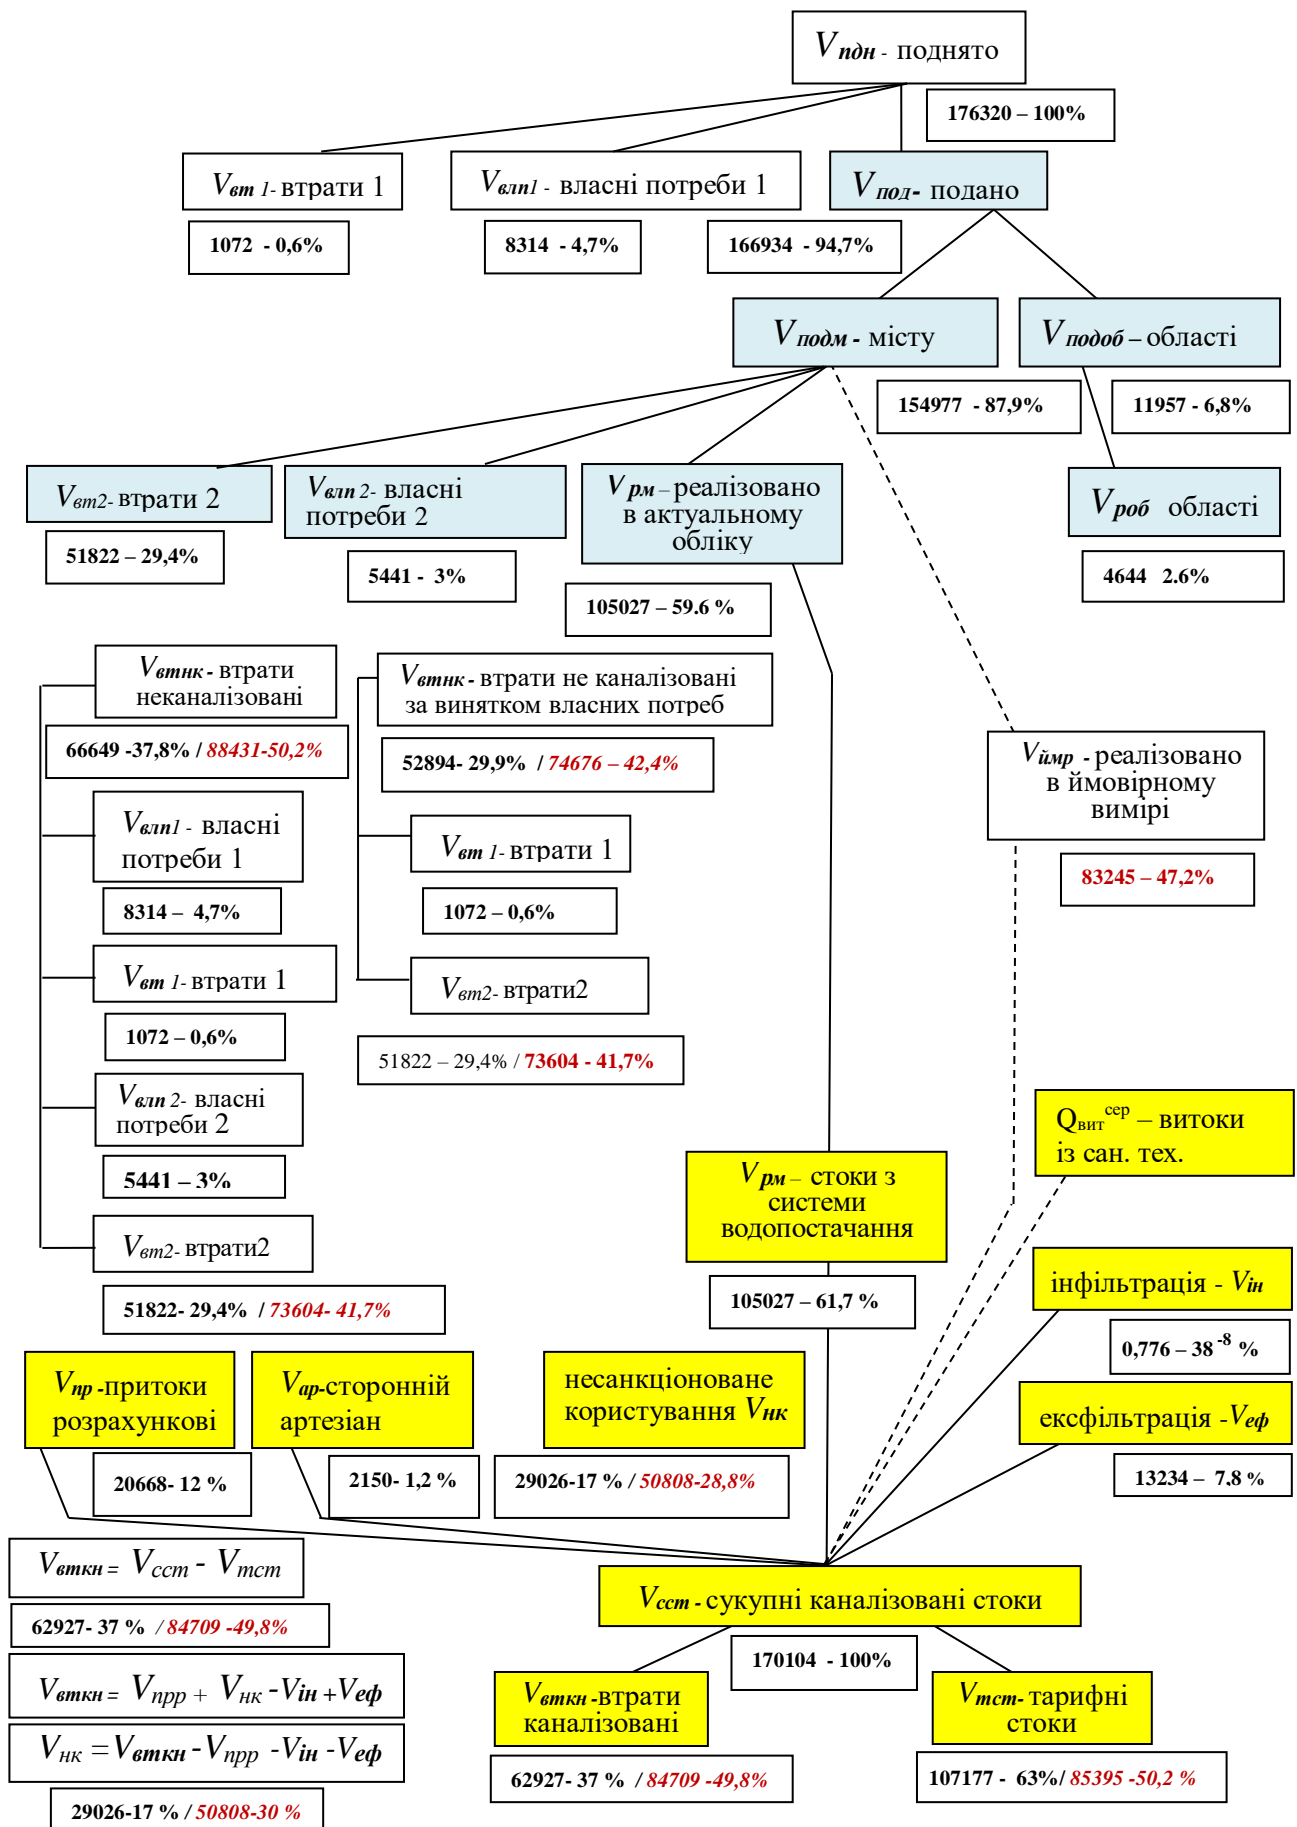 Vпдн - поднято
176320 – 100%
Vвт 1- втрати 1
Vвлп1 - власні потреби 1
Vпод- подано
1072 - 0,6%
8314 - 4,7%
166934 - 94,7%
Vподм - місту
Vподоб – області
154977 - 87,9%
11957 - 6,8%
Vвт2- втрати 2
Vвлп 2- власні
потреби 2
Vрм – реалізовано
в актуальному
обліку
Vроб області
51822 – 29,4%
5441 - 3%
105027 – 59.6 %
4644 2.6%
Vвтнк - втрати
неканалізовані
Vвтнк - втрати не каналізовані
за винятком власних потреб
66649 -37,8% / 88431-50,2%
52894- 29,9% / 74676 – 42,4%
Vймр - реалізовано
в ймовірному
вимірі
83245 – 47,2%
Vвлп1 - власні
потреби 1
Vвт 1- втрати 1
8314 – 4,7%
1072 – 0,6%
Vвт 1- втрати 1
Vвт2- втрати2
1072 – 0,6%
51822 – 29,4% / 73604 - 41,7%
Vвлп 2- власні
потреби 2
5441 – 3%
Qвит сер – витоки
із сан. тех.
Vрм – стоки з
системи
водопостачання
Vвт2- втрати2
51822- 29,4% / 73604- 41,7%
105027 – 61,7 %
інфільтрація - Vін
0,776 – 38 -8 %
Vпр -притоки
розрахункові
Vар-сторонній
артезіан
несанкціоноване
користування Vнк
ексфільтрація -Vеф
20668- 12 %
2150- 1,2 %
29026-17 % / 50808-28,8%
13234 – 7,8 %
Vвткн = Vсст - Vтст
62927- 37 % / 84709 -49,8%
Vсст - сукупні каналізовані стоки
170104 - 100%
Vвткн = Vпрр + Vнк -Vін +Vеф
Vвткн -втрати
каналізовані
Vтст- тарифні
стоки
Vнк =Vвткн -Vпрр -Vін -Vеф
62927- 37 % / 84709 -49,8%
107177 - 63%/ 85395 -50,2 %
29026-17 % / 50808-30 %